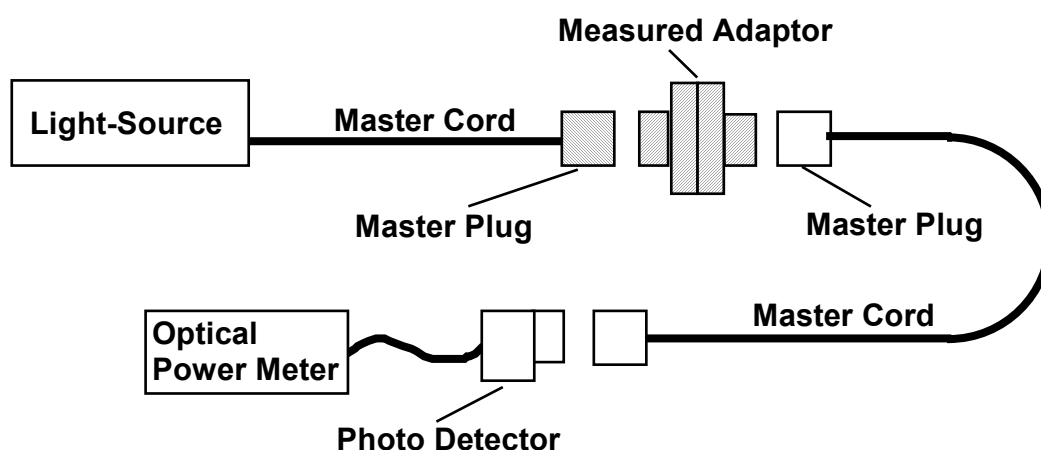 Measured Adaptor
Light-Source
Master Cord
Master Plug
Master Plug
Master Cord
Optical
Power Meter
Photo Detector